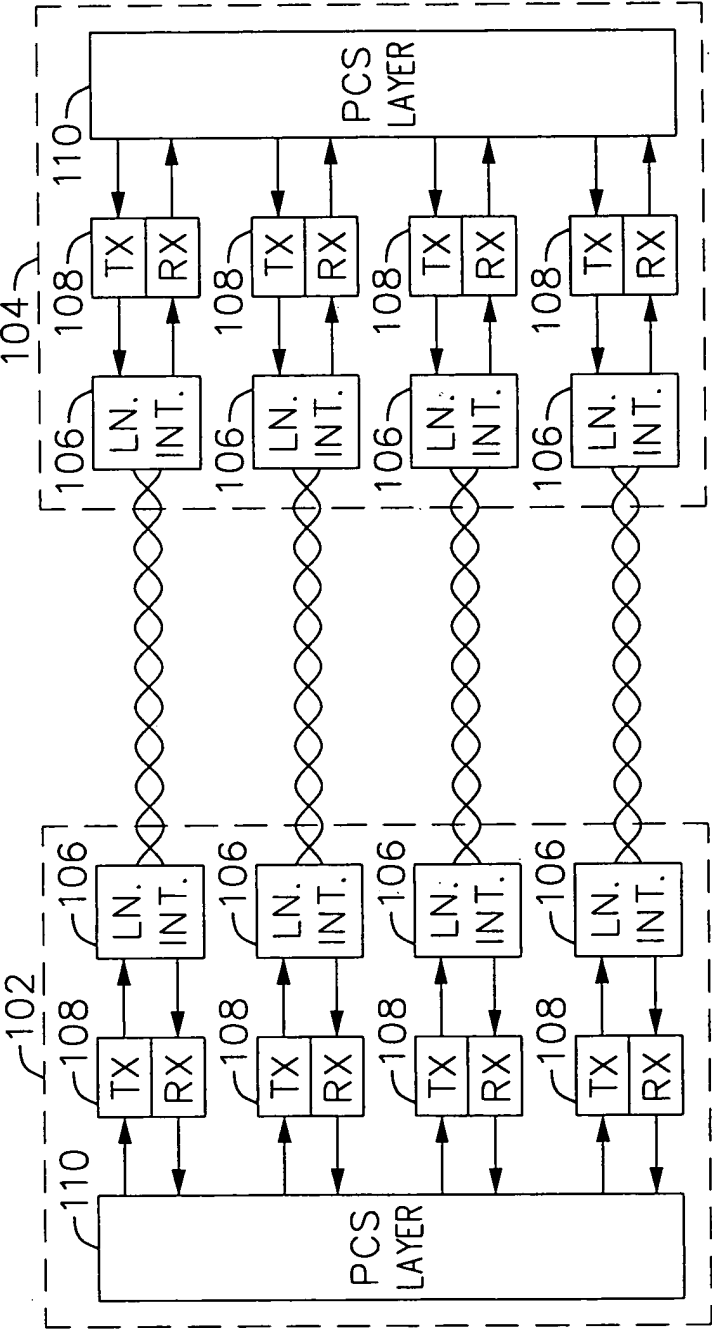 102
104
110
108
106
106
108
110
TX
RX
LN.
INT.
LN.
INT.
TX
RX
108
106
106
108
TX
RX
LN.
INT.
LN.
INT.
TX
RX
PCS
LAYER
PCS
LAYER
108
106
106
108
TX
RX
LN.
INT.
LN.
INT.
TX
RX
108
106
106
108
TX
RX
LN.
INT.
LN.
INT.
TX
RX